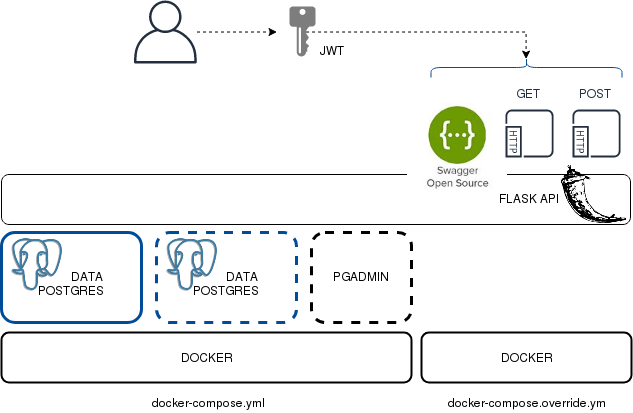 JWT
GET
POST
HTTP
HTTP
{···}
Swagger
Open Source
FLASK API
DATA
POSTGRES
DATA
POSTGRES
PGADMIN
DOCKER
DOCKER
docker-compose.yml
docker-compose.override.ym